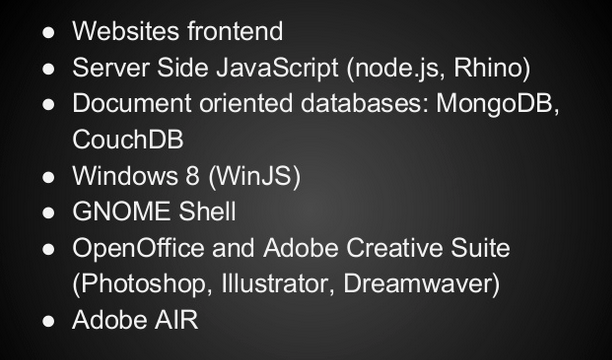 ● Websites frontend
● Server Side JavaScript (node.js, Rhino)
● Document oriented databases: MongoDB,
CouchDB
● Windows 8 (WinJS)
● GNOME Shell
● OpenOffice and Adobe Creative Suite
(Photoshop, Illustrator, Dreamwaver)
● Adobe AIR